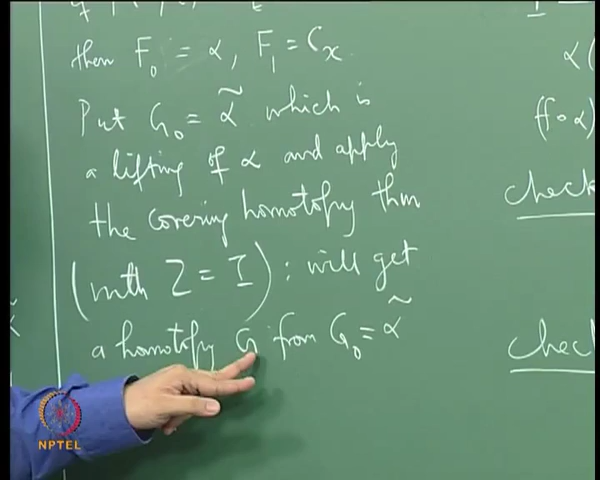 then F₀ = α, F₁ = Cₓ.
Put G₀ = α̃ which is
a lifting of α and apply
the covering homotopy thm
(with Z = I): will get
a homotopy G from G₀ = α̃
α(
(f∘α)
check
check
NPTEL